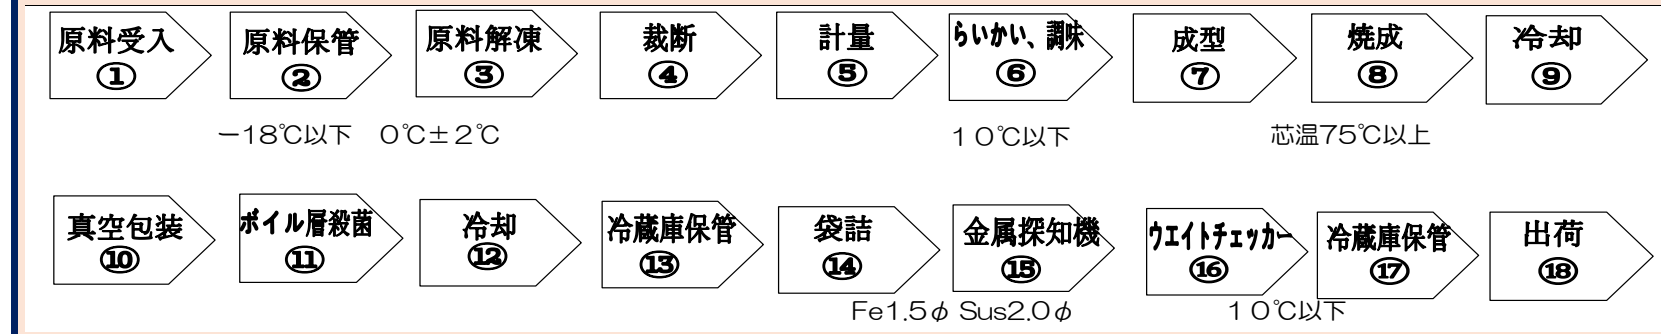 原料受入 原料保管 原料解凍 裁断 計量 らいかい、調味 成型 焼成 冷却
① ② ③ ④ ⑤ ⑥ ⑦ ⑧ ⑨
ー18℃以下 0℃±2℃ 10℃以下 芯温75℃以上
真空包装 ボイル層殺菌 冷却 冷蔵庫保管 袋詰 金属探知機 ウエイトチェッカー 冷蔵庫保管 出荷
⑩ ⑪ ⑫ ⑬ ⑭ ⑮ ⑯ ⑰ ⑱
Fe1.5φ Sus2.0φ 10℃以下